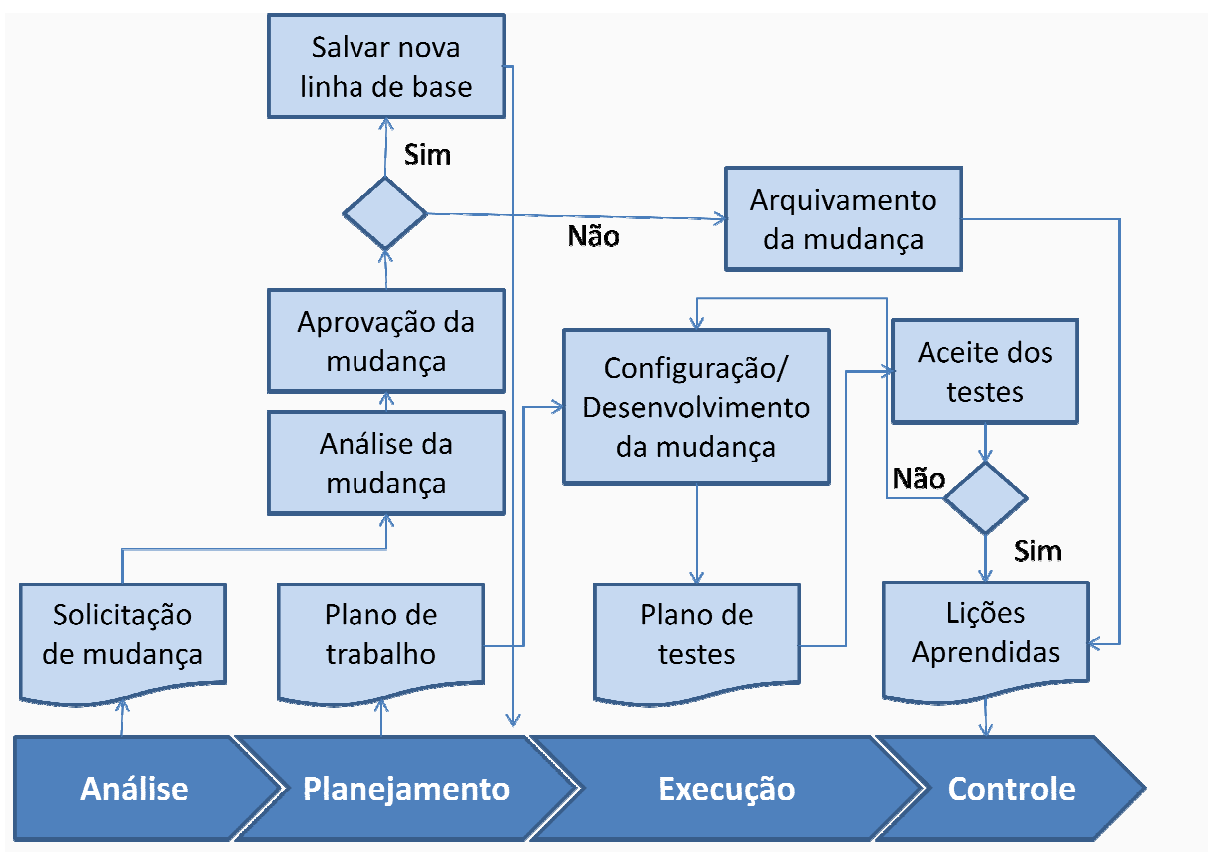 Salvar nova
linha de base
Sim
Não
Arquivamento
da mudança
Aprovação da
mudança
Análise da
mudança
Configuração/
Desenvolvimento
da mudança
Aceite dos
testes
Não
Sim
Solicitação
de mudança
Plano de
trabalho
Plano de
testes
Lições
Aprendidas
Análise
Planejamento
Execução
Controle